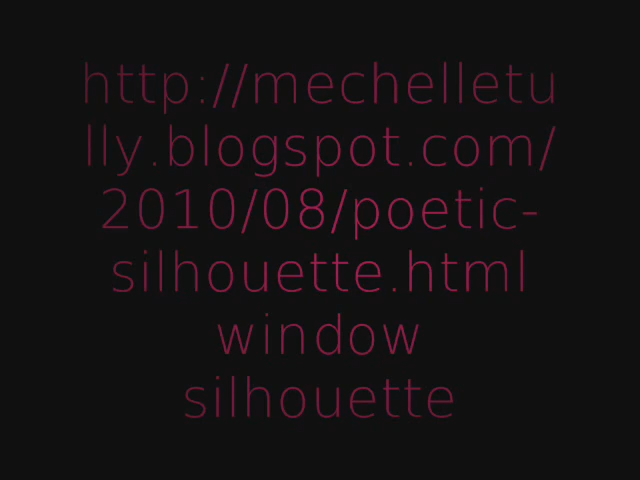 http://mechelletu
lly.blogspot.com/
2010/08/poetic-
silhouette.html
window
silhouette